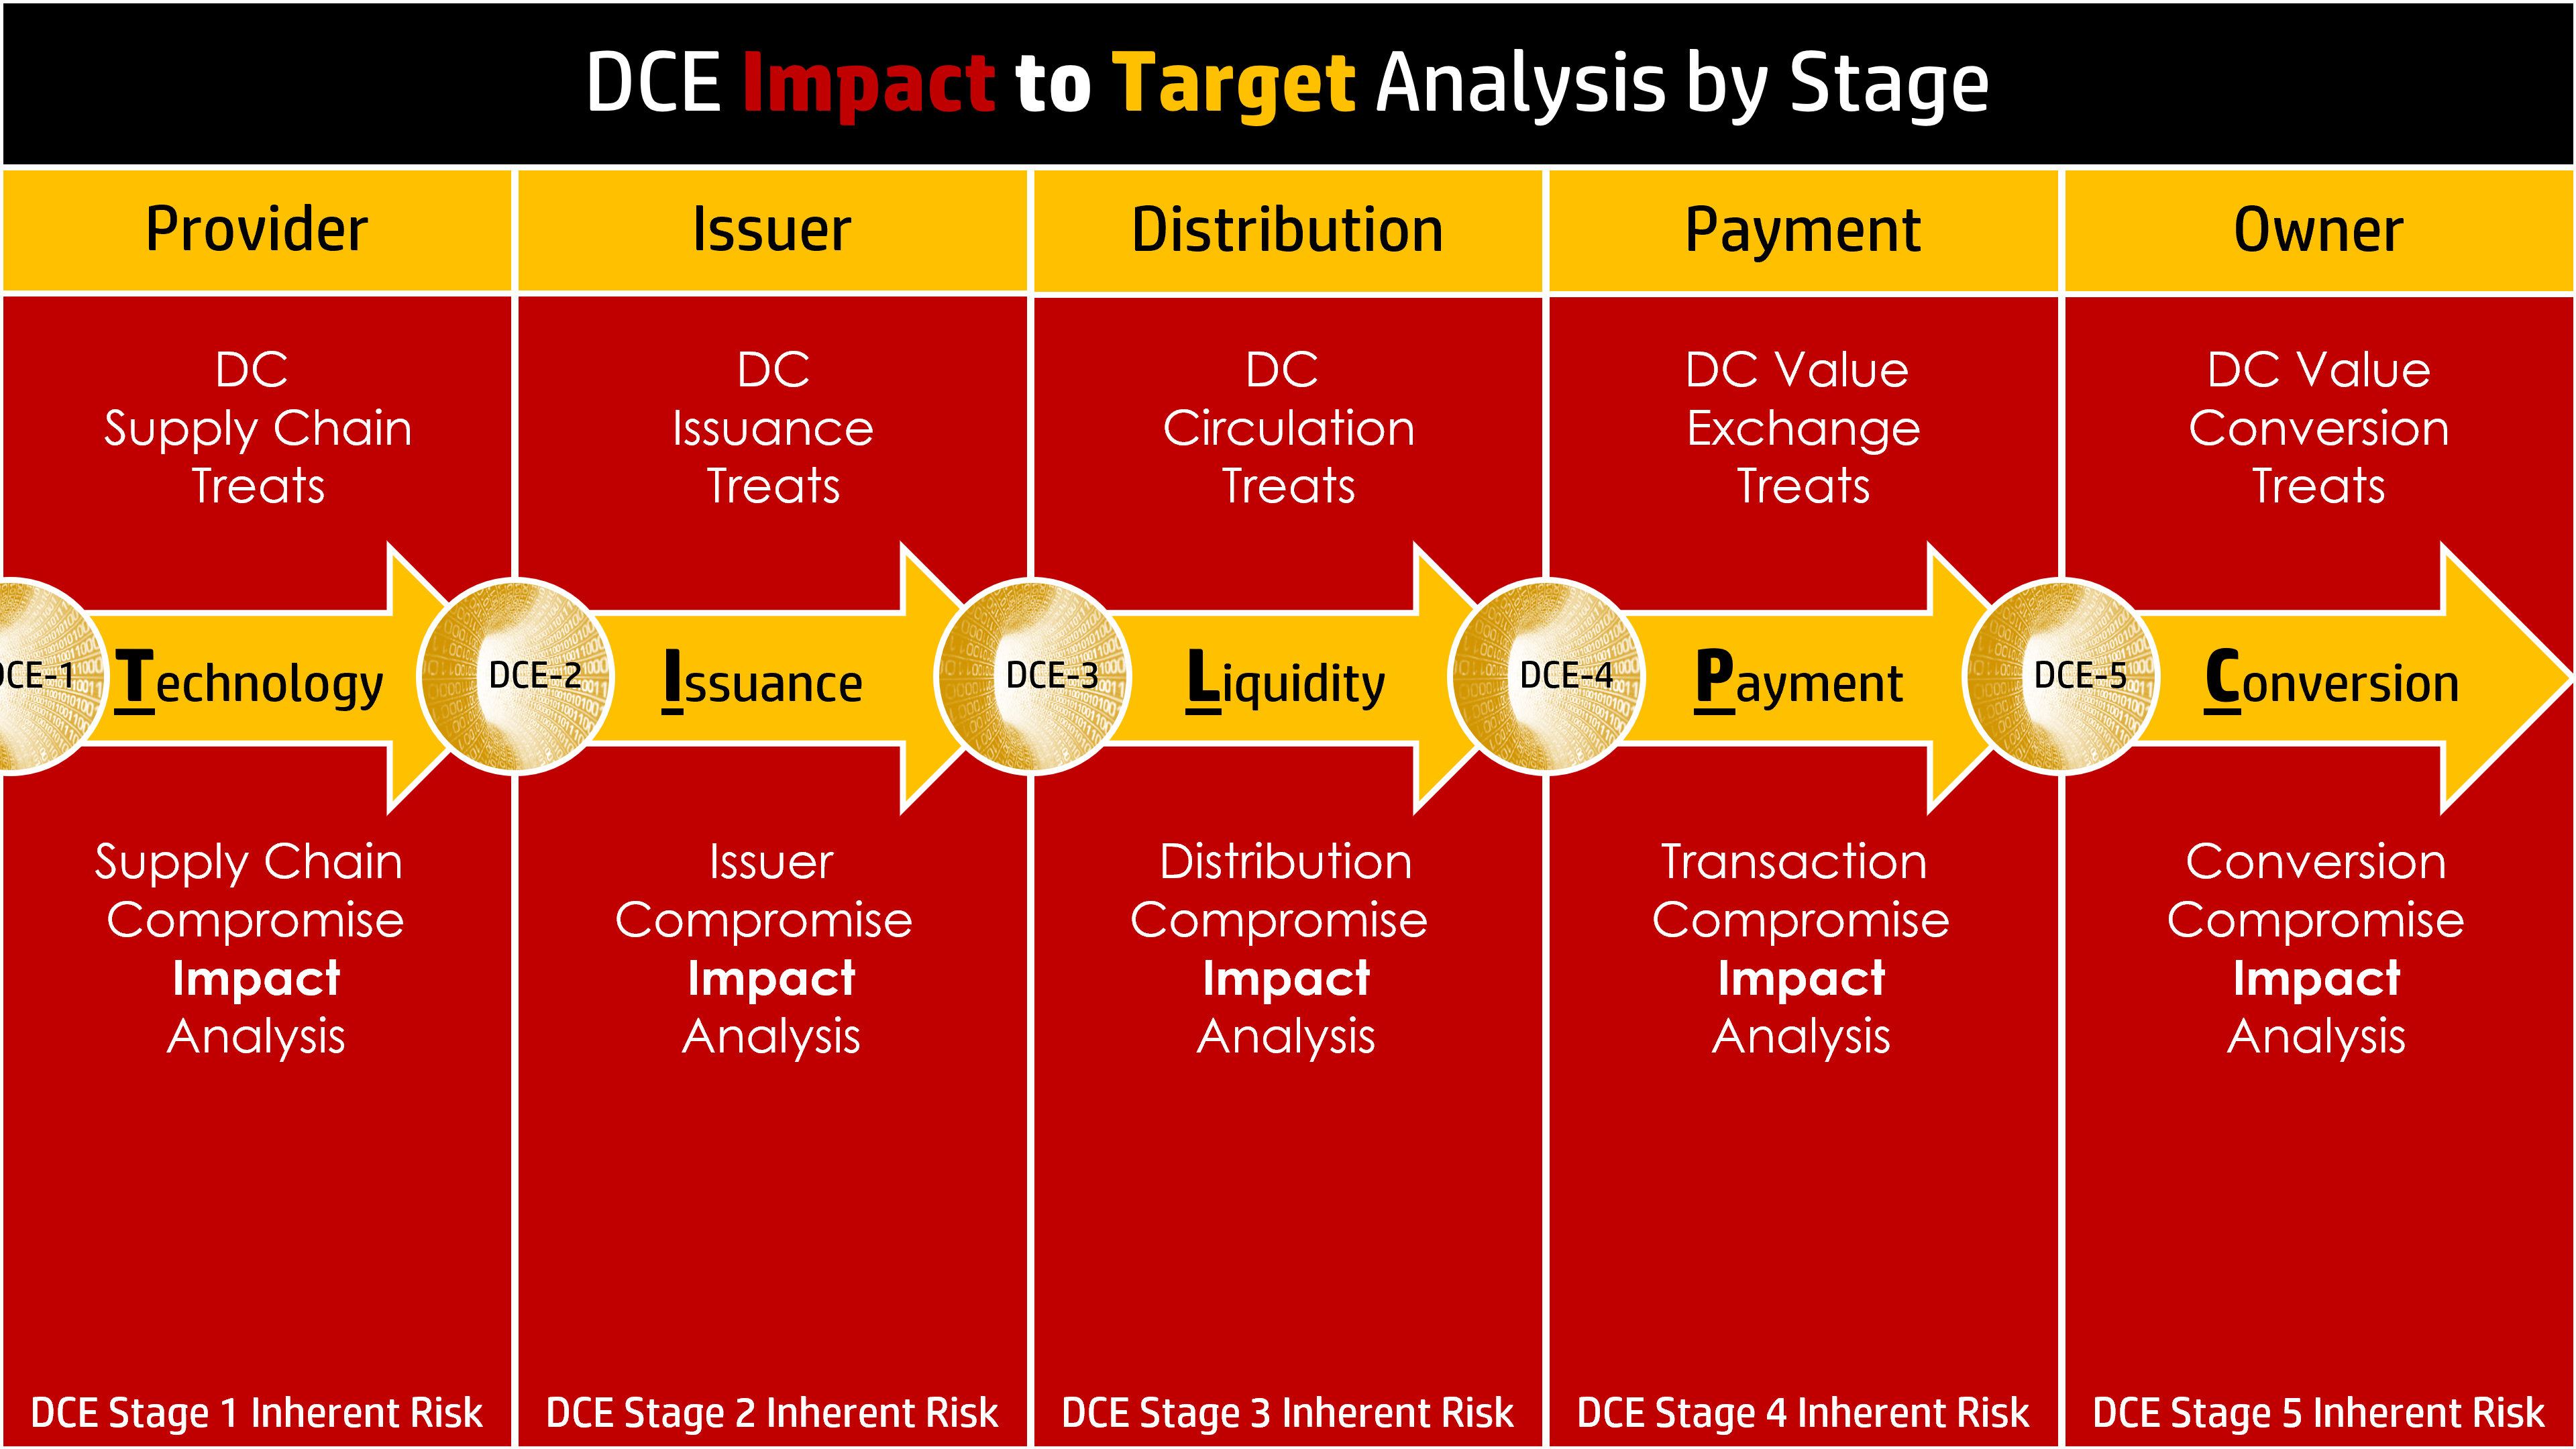 DCE Impact to Target Analysis by Stage
Provider
Issuer
Distribution
Payment
Owner
DC
Supply Chain
Treats
DC
Issuance
Treats
DC
Circulation
Treats
DC Value
Exchange
Treats
DC Value
Conversion
Treats
CE-1
Technology
DCE-2
Issuance
DCE-3
Liquidity
DCE-4
Payment
DCE-5
Conversion
Supply Chain
Compromise
Impact
Analysis
Issuer
Compromise
Impact
Analysis
Distribution
Compromise
Impact
Analysis
Transaction
Compromise
Impact
Analysis
Conversion
Compromise
Impact
Analysis
DCE Stage 1 Inherent Risk
DCE Stage 2 Inherent Risk
DCE Stage 3 Inherent Risk
DCE Stage 4 Inherent Risk
DCE Stage 5 Inherent Risk